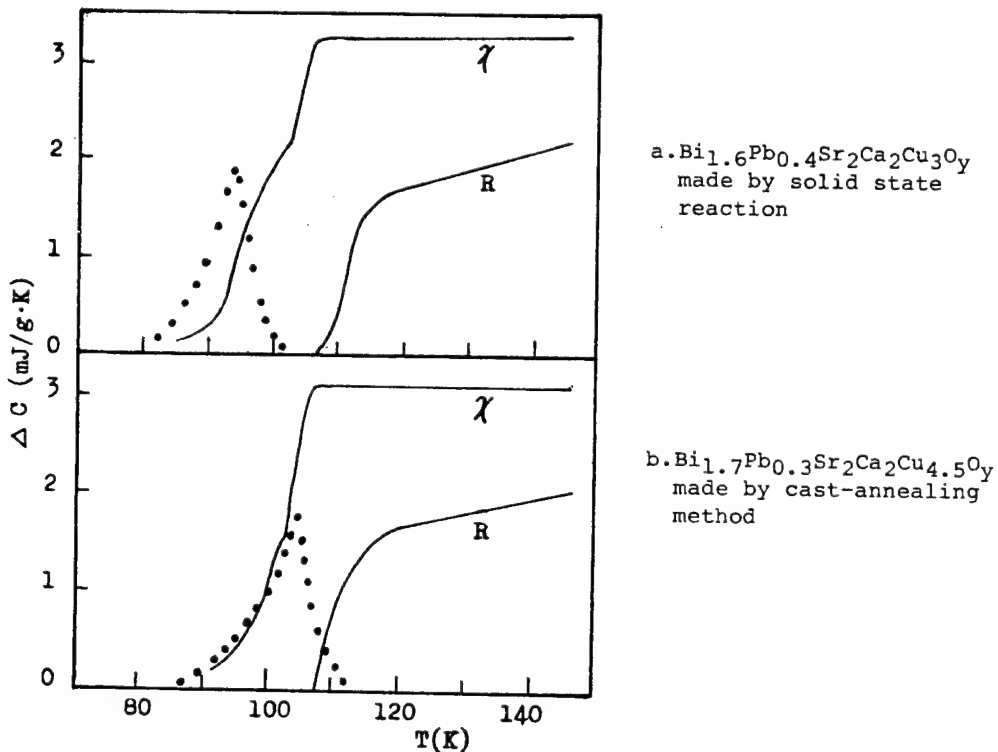 3
2
1
0
χ
R
a.Bi1.6Pb0.4Sr2Ca2Cu3Oy
made by solid state
reaction
Δ C (mJ/g·K)
3
2
1
0
χ
R
b.Bi1.7Pb0.3Sr2Ca2Cu4.5Oy
made by cast-annealing
method
80
100
120
140
T(K)